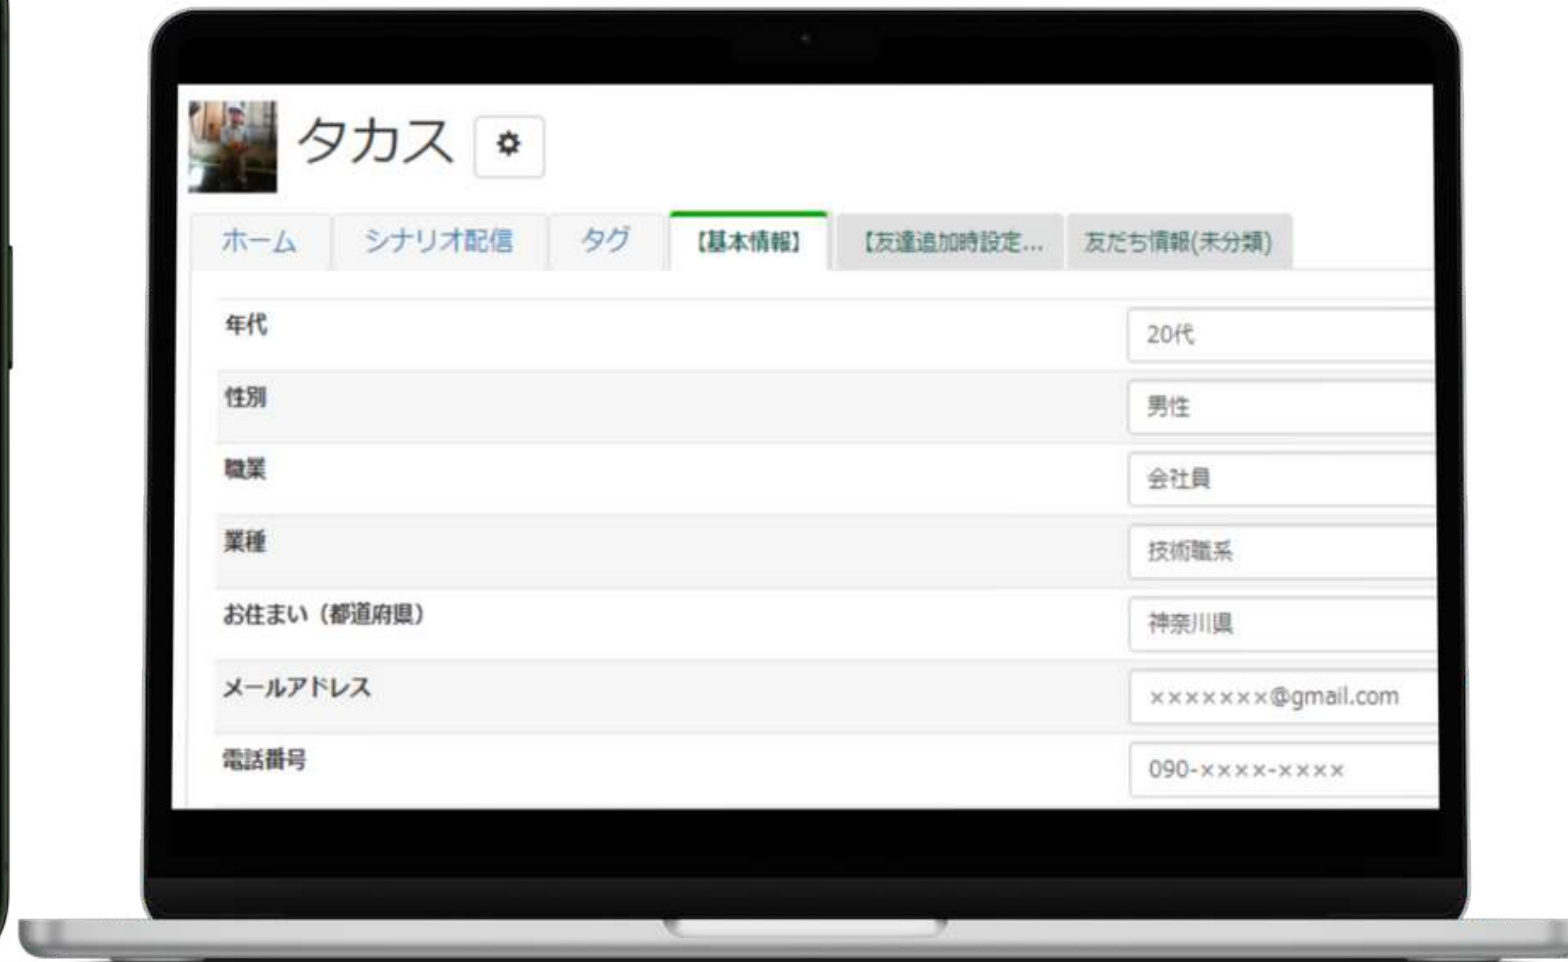 タカス
ホーム シナリオ配信 タグ 【基本情報】 【友達追加時設定... 友だち情報(未分類)
年代 20代
性別 男性
職業 会社員
業種 技術職系
お住まい（都道府県） 神奈川県
メールアドレス ×××××××@gmail.com
電話番号 090-××××-××××